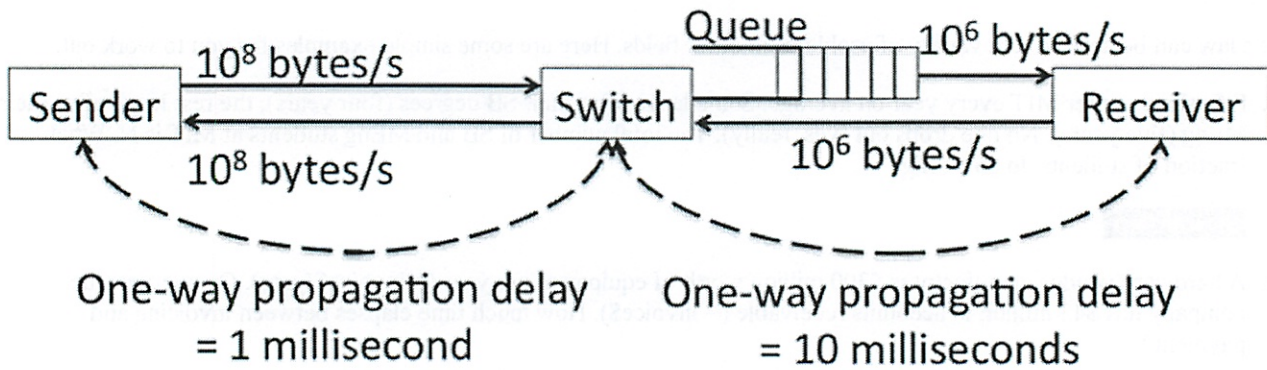 Queue
10⁶ bytes/s
10⁸ bytes/s
Sender
Switch
Receiver
10⁸ bytes/s
10⁶ bytes/s
One-way propagation delay
= 1 millisecond
One-way propagation delay
= 10 milliseconds